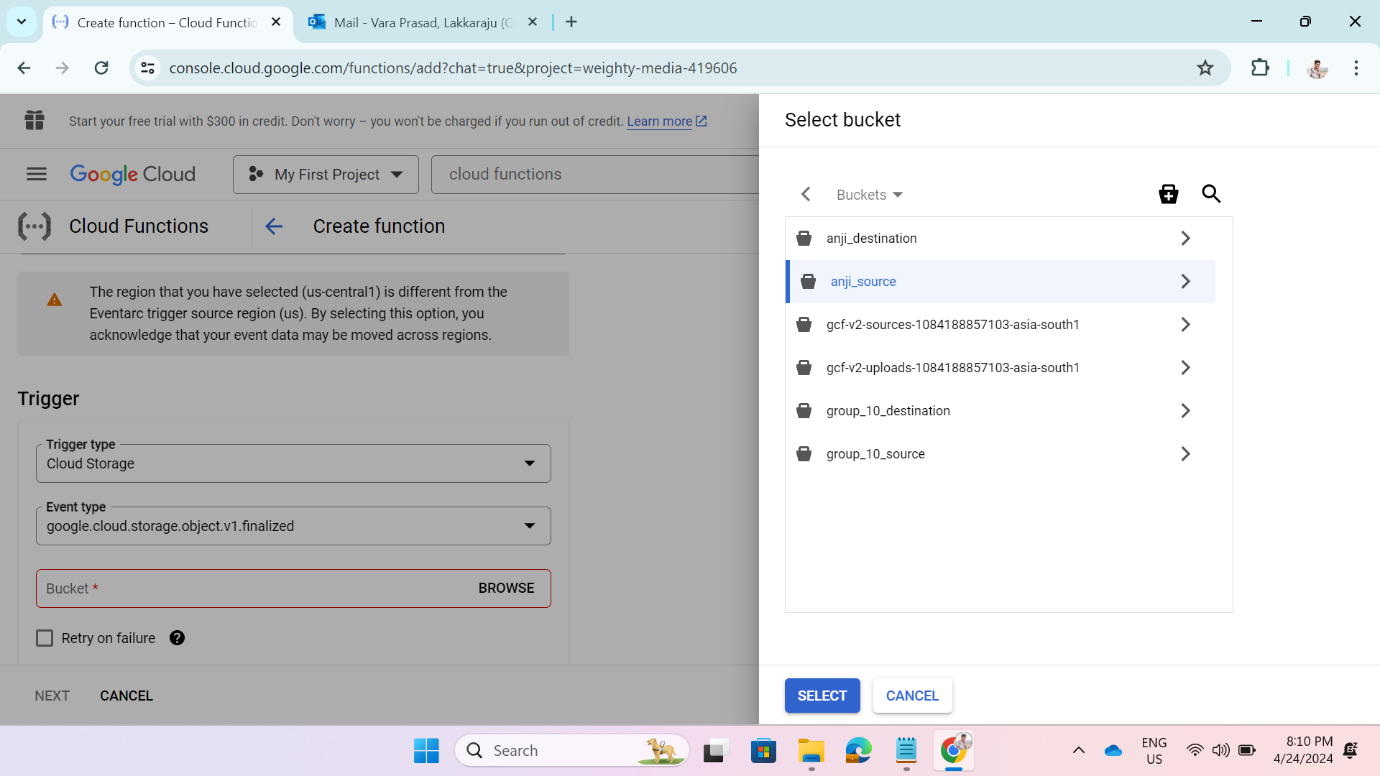 Create function – Cloud Functio
Mail - Vara Prasad, Lakkaraju (C
console.cloud.google.com/functions/add?chat=true&project=weighty-media-419606
Start your free trial with $300 in credit. Don't worry – you won't be charged if you run out of credit. Learn more
Google Cloud
My First Project
cloud functions
Cloud Functions
Create function
The region that you have selected (us-central1) is different from the
Eventarc trigger source region (us). By selecting this option, you
acknowledge that your event data may be moved across regions.
Trigger
Trigger type
Cloud Storage
Event type
google.cloud.storage.object.v1.finalized
Bucket * BROWSE
Retry on failure
NEXT CANCEL
Select bucket
Buckets
anji_destination
anji_source
gcf-v2-sources-1084188857103-asia-south1
gcf-v2-uploads-1084188857103-asia-south1
group_10_destination
group_10_source
SELECT CANCEL
Search
ENG
US
8:10 PM
4/24/2024